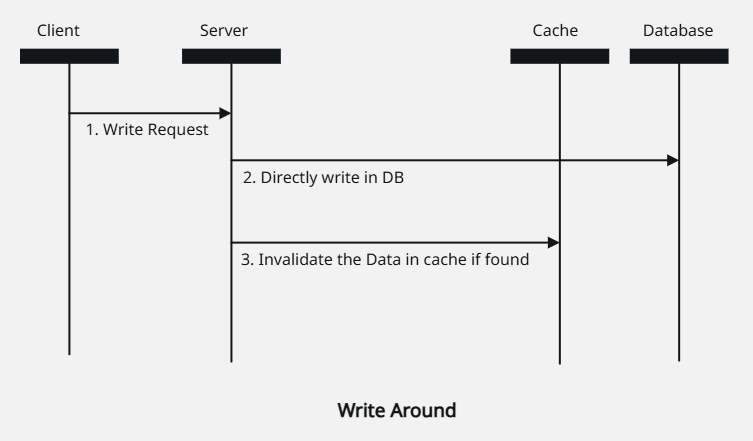 Client
Server
Cache
Database
1. Write Request
2. Directly write in DB
3. Invalidate the Data in cache if found
Write Around